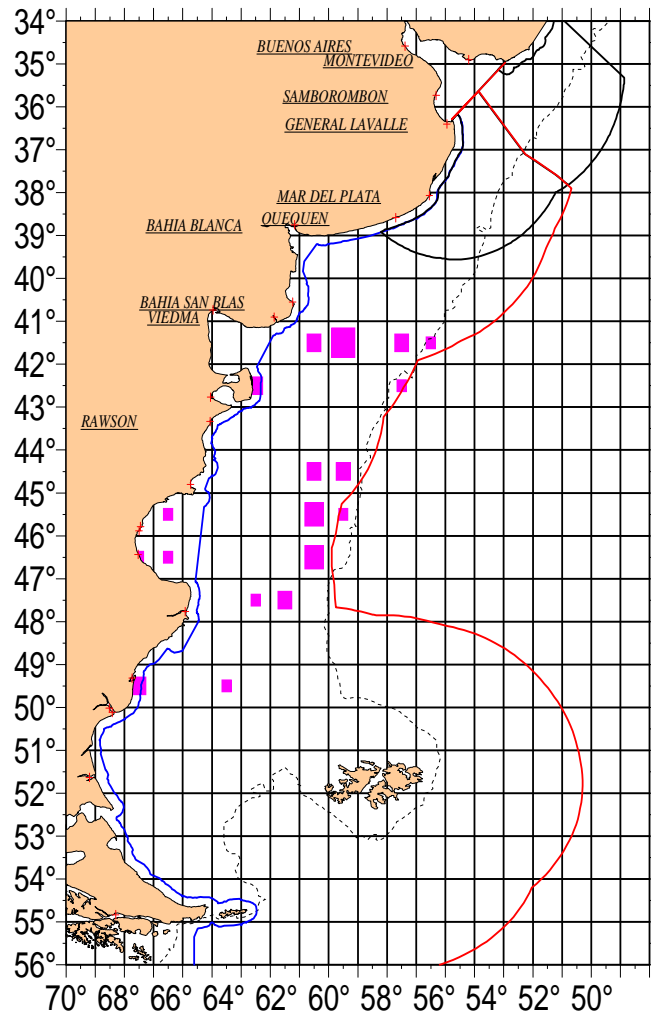 34°
BUENOS AIRES
MONTEVIDEO
35°
SAMBOROMBON
36°
GENERAL LAVALLE
37°
38°
MAR DEL PLATA
QUEQUEN
BAHIA BLANCA
39°
40°
BAHIA SAN BLAS
VIEDMA
41°
42°
43°
RAWSON
44°
45°
46°
47°
48°
49°
50°
51°
52°
53°
54°
55°
56°
70° 68° 66° 64° 62° 60° 58° 56° 54° 52° 50°